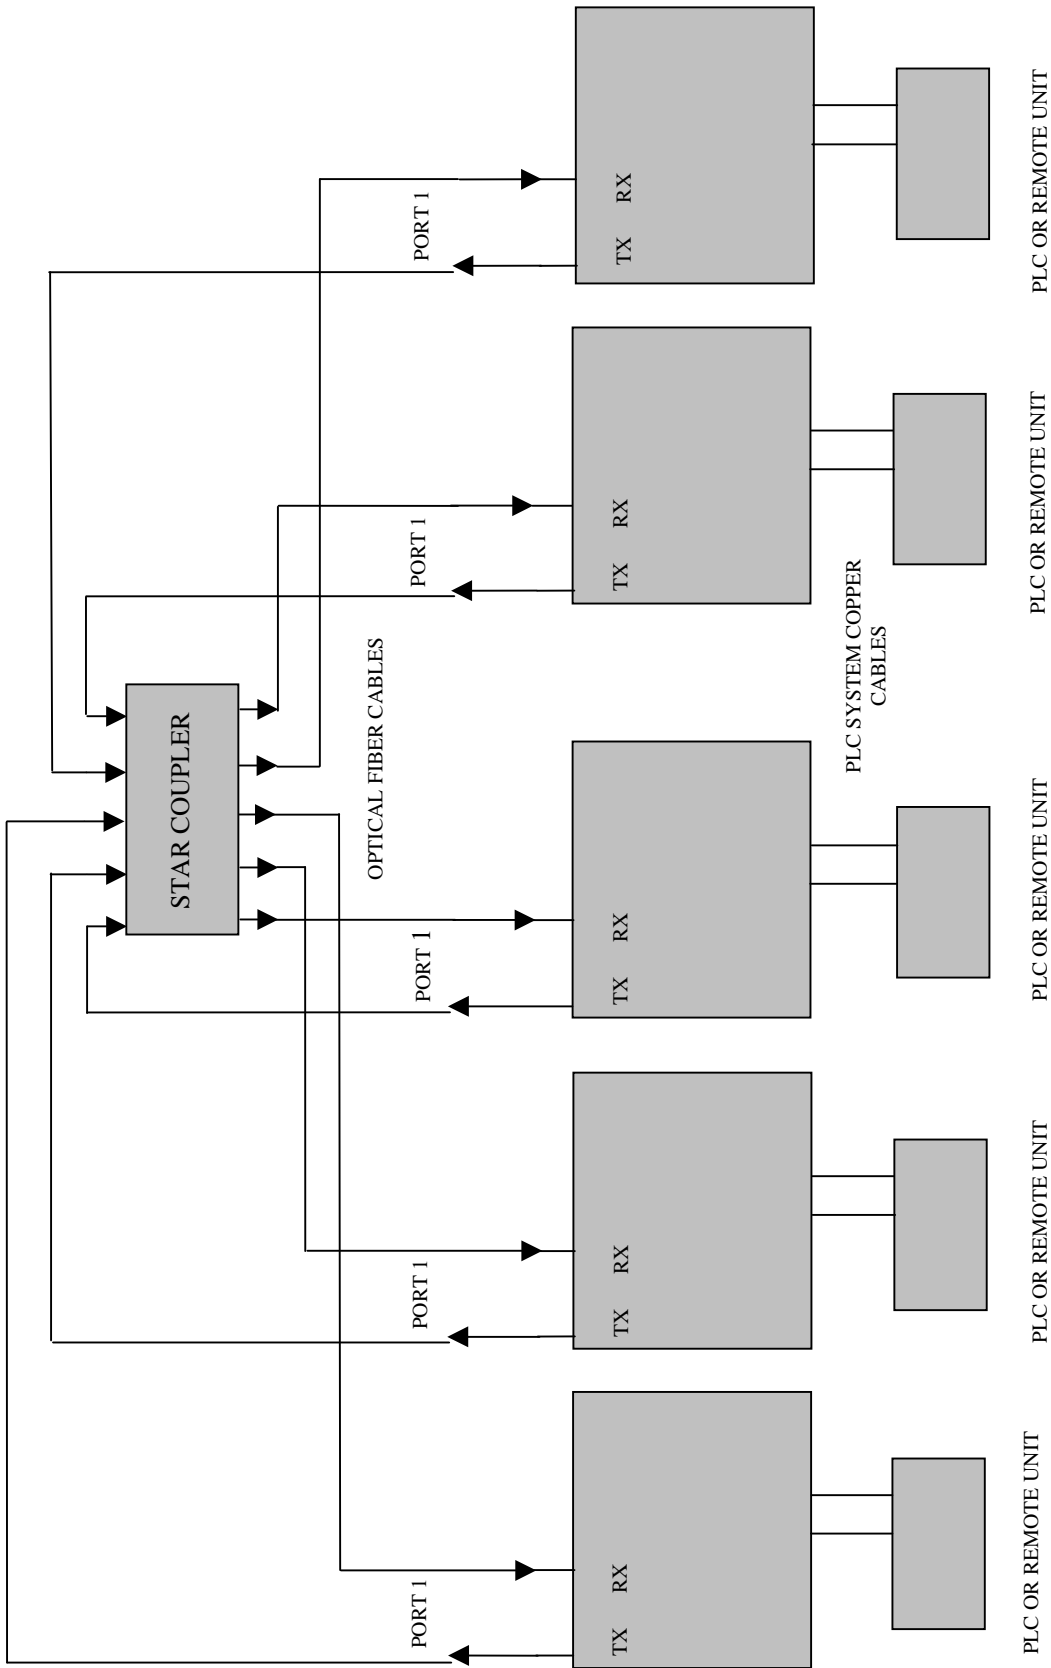 STAR COUPLER
OPTICAL FIBER CABLES
PORT 1
PORT 1
PORT 1
PORT 1
PORT 1
TX RX
TX RX
TX RX
TX RX
TX RX
PLC SYSTEM COPPER
CABLES
PLC OR REMOTE UNIT
PLC OR REMOTE UNIT
PLC OR REMOTE UNIT
PLC OR REMOTE UNIT
PLC OR REMOTE UNIT